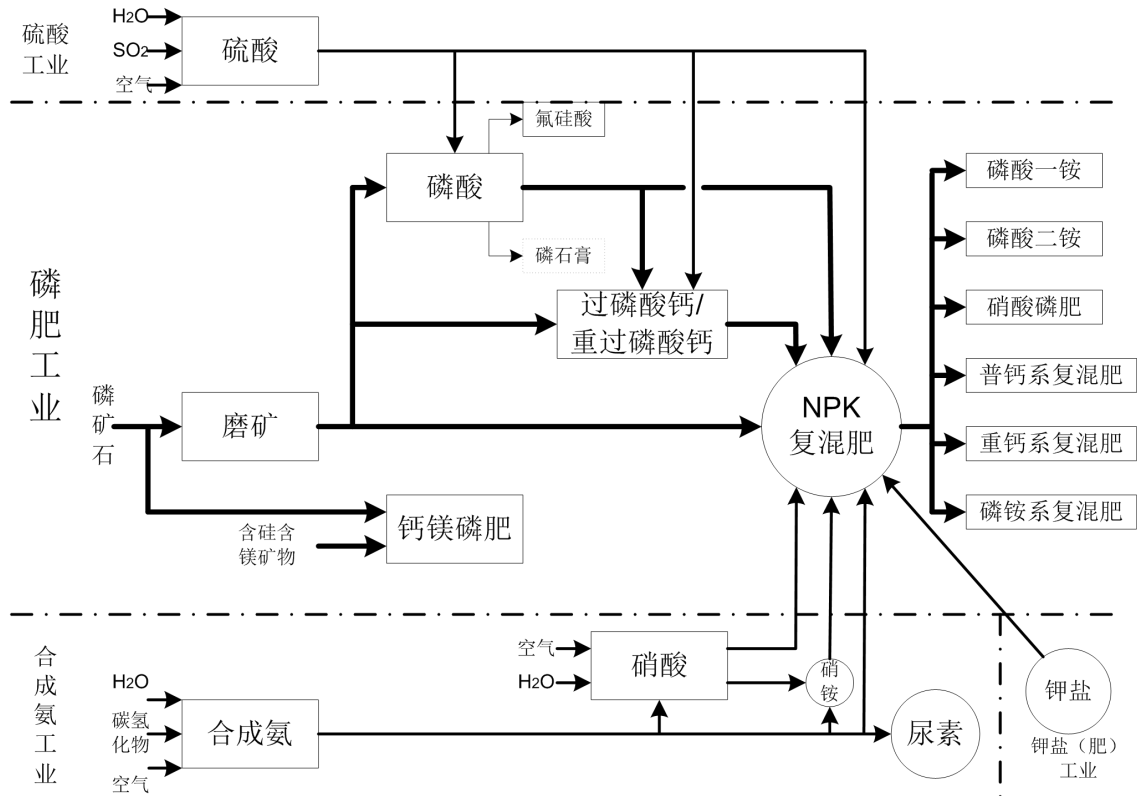 硫酸
工业
H2O
SO2
空气
硫酸
氟硅酸
磷酸
磷石膏
过磷酸钙/
重过磷酸钙
磷
肥
工
业
磷
矿
石
磨矿
NPK
复混肥
磷酸一铵
磷酸二铵
硝酸磷肥
普钙系复混肥
重钙系复混肥
磷铵系复混肥
含硅含
镁矿物
钙镁磷肥
合
成
氨
工
业
H2O
碳氢
化物
空气
合成氨
空气
H2O
硝酸
硝
铵
尿素
钾盐
钾盐（肥）
工业